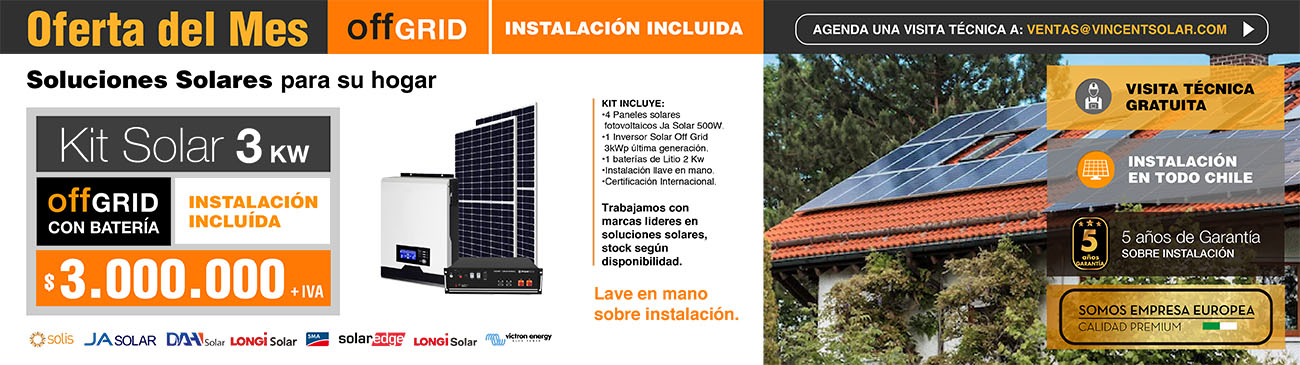 Oferta del Mes
offGRID
INSTALACIÓN INCLUIDA
AGENDA UNA VISITA TÉCNICA A: VENTAS@VINCENTSOLAR.COM
Soluciones Solares para su hogar
Kit Solar 3 KW
offGRID
CON BATERÍA
INSTALACIÓN
INCLUÍDA
$ 3.000.000 + IVA
KIT INCLUYE:
•4 Paneles solares
fotovoltaicos Ja Solar 500W.
•1 Inversor Solar Off Grid
3kWp última generación.
•1 baterías de Litio 2 Kw
•Instalación llave en mano.
•Certificación Internacional.
Trabajamos con
marcas lideres en
soluciones solares,
stock según
disponibilidad.
Lave en mano
sobre instalación.
solis
JA SOLAR
DAH Solar
LONGi Solar
SMA
solaredge
LONGi Solar
victron energy
VISITA TÉCNICA
GRATUITA
INSTALACIÓN
EN TODO CHILE
5
años
GARANTÍA
5 años de Garantía
SOBRE INSTALACIÓN
SOMOS EMPRESA EUROPEA
CALIDAD PREMIUM